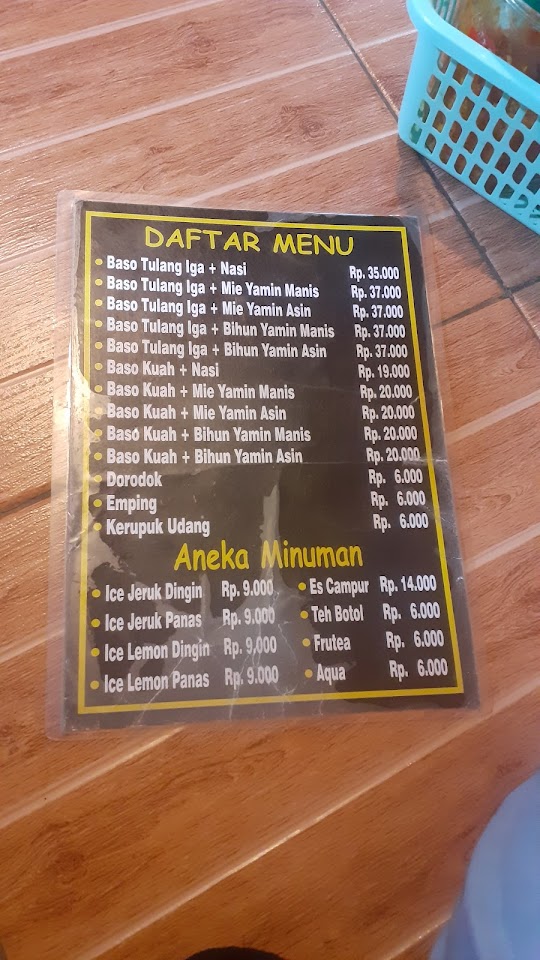 DAFTAR MENU
• Baso Tulang Iga + Nasi Rp. 35.000
• Baso Tulang Iga + Mie Yamin Manis Rp. 37.000
• Baso Tulang Iga + Mie Yamin Asin Rp. 37.000
• Baso Tulang Iga + Bihun Yamin Manis Rp. 37.000
• Baso Tulang Iga + Bihun Yamin Asin Rp. 37.000
• Baso Kuah + Nasi Rp. 19.000
• Baso Kuah + Mie Yamin Manis Rp. 20.000
• Baso Kuah + Mie Yamin Asin Rp. 20.000
• Baso Kuah + Bihun Yamin Manis Rp. 20.000
• Baso Kuah + Bihun Yamin Asin Rp. 20.000
• Dorodok Rp. 6.000
• Emping Rp. 6.000
• Kerupuk Udang Rp. 6.000
Aneka Minuman
• Ice Jeruk Dingin Rp. 9.000 • Es Campur Rp. 14.000
• Ice Jeruk Panas Rp. 9.000 • Teh Botol Rp. 6.000
• Ice Lemon Dingin Rp. 9.000 • Frutea Rp. 6.000
• Ice Lemon Panas Rp. 9.000 • Aqua Rp. 6.000